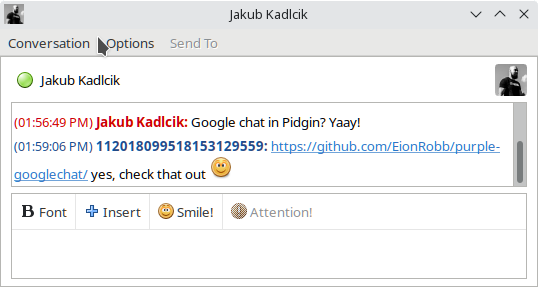 Jakub Kadlcik
Conversation Options Send To
Jakub Kadlcik
(01:56:49 PM) Jakub Kadlcik: Google chat in Pidgin? Yaay!
(01:59:06 PM) 112018099518153129559: https://github.com/EionRobb/purple-
googlechat/ yes, check that out
B Font Insert Smile! Attention!